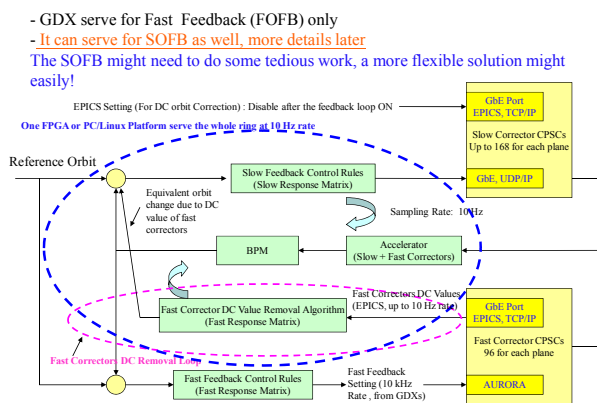 - GDX serve for Fast Feedback (FOFB) only
- It can serve for SOFB as well, more details later
The SOFB might need to do some tedious work, a more flexible solution might
easily!
EPICS Setting (For DC orbit Correction) : Disable after the feedback loop ON
GbE Port
EPICS, TCP/IP
One FPGA or PC/Linux Platform serve the whole ring at 10 Hz rate
Slow Corrector CPSCs
Up to 168 for each plane
Reference Orbit
Slow Feedback Control Rules
(Slow Response Matrix)
GbE, UDP/IP
Equivalent orbit
change due to DC
value of fast
correctors
Sampling Rate: 10 Hz
BPM
Accelerator
(Slow + Fast Correctors)
Fast Correctors DC Values
(EPICS, up to 10 Hz rate)
GbE Port
EPICS, TCP/IP
Fast Corrector DC Value Removal Algorithm
(Fast Response Matrix)
Fast Corrector CPSCs
96 for each plane
Fast Correctors DC Removal Loop
Fast Feedback Control Rules
(Fast Response Matrix)
Fast Feedback
Setting (10 kHz
Rate , from GDXs)
AURORA